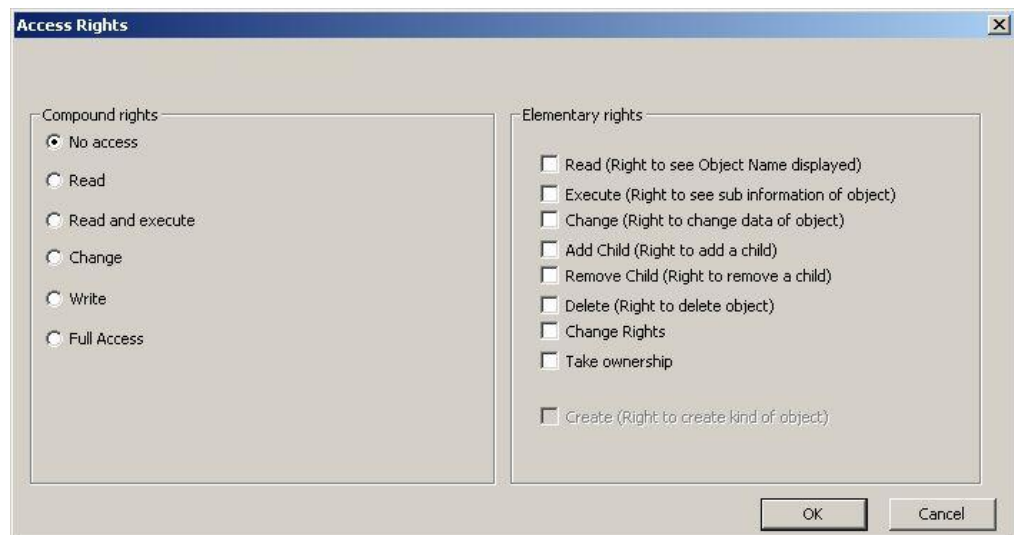 Access Rights
Compound rights
No access
Read
Read and execute
Change
Write
Full Access
Elementary rights
Read (Right to see Object Name displayed)
Execute (Right to see sub information of object)
Change (Right to change data of object)
Add Child (Right to add a child)
Remove Child (Right to remove a child)
Delete (Right to delete object)
Change Rights
Take ownership
Create (Right to create kind of object)
OK
Cancel